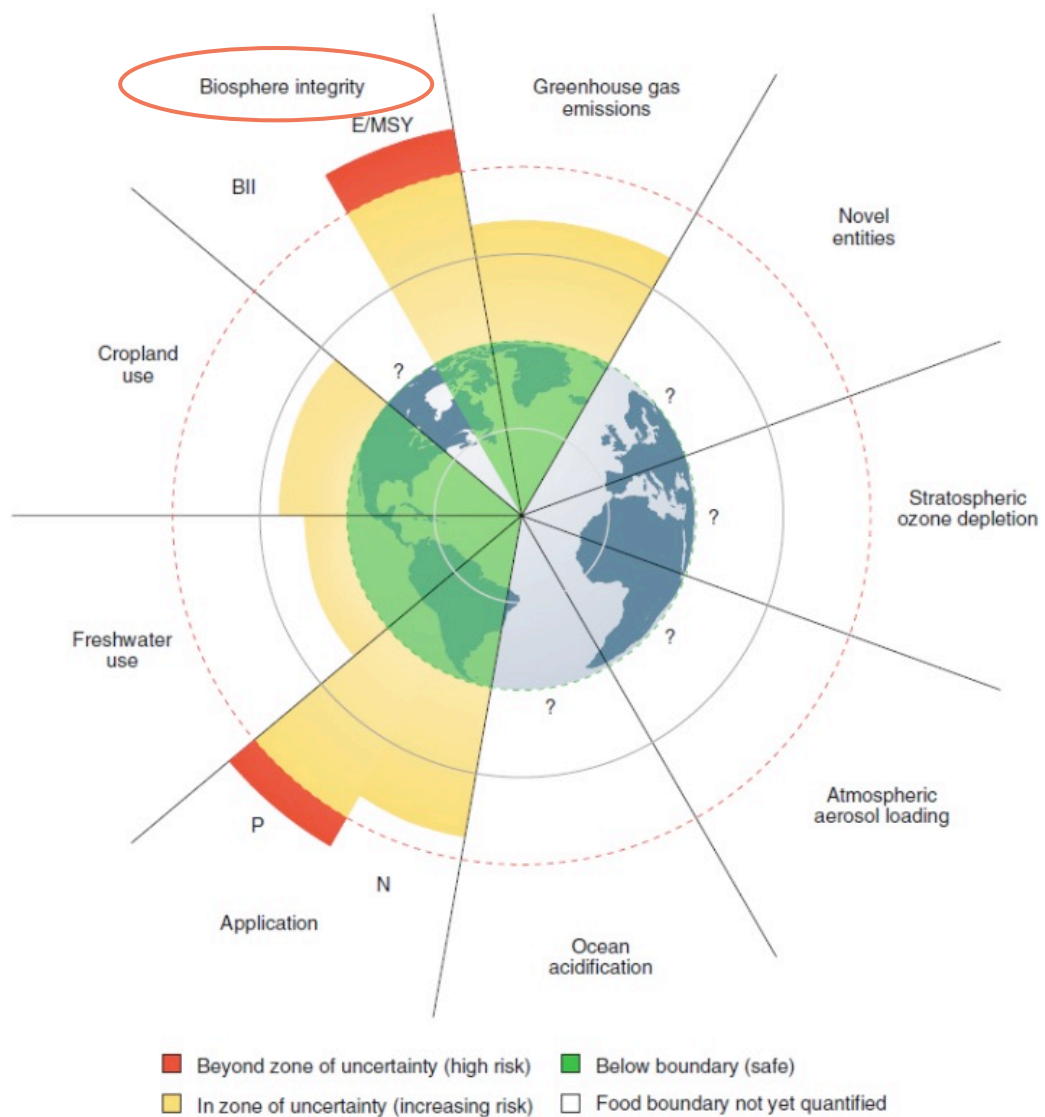 Biosphere integrity
E/MSY
BII
Greenhouse gas
emissions
Novel
entities
Cropland
use
?
?
Stratospheric
ozone depletion
?
Freshwater
use
?
?
Atmospheric
aerosol loading
P
N
Application
Ocean
acidification
Beyond zone of uncertainty (high risk)
Below boundary (safe)
In zone of uncertainty (increasing risk)
Food boundary not yet quantified